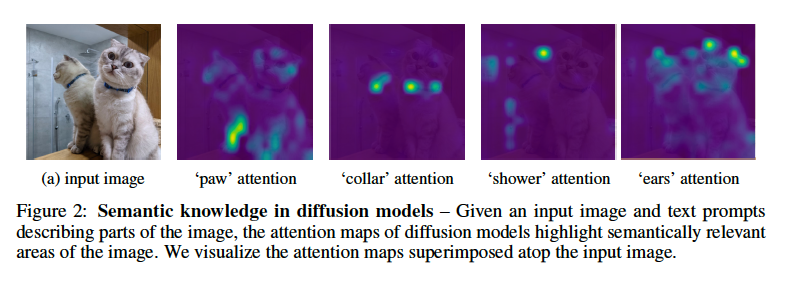 (a) input image ‘paw’ attention ‘collar’ attention ‘shower’ attention ‘ears’ attention
Figure 2: Semantic knowledge in diffusion models – Given an input image and text prompts
describing parts of the image, the attention maps of diffusion models highlight semantically relevant
areas of the image. We visualize the attention maps superimposed atop the input image.